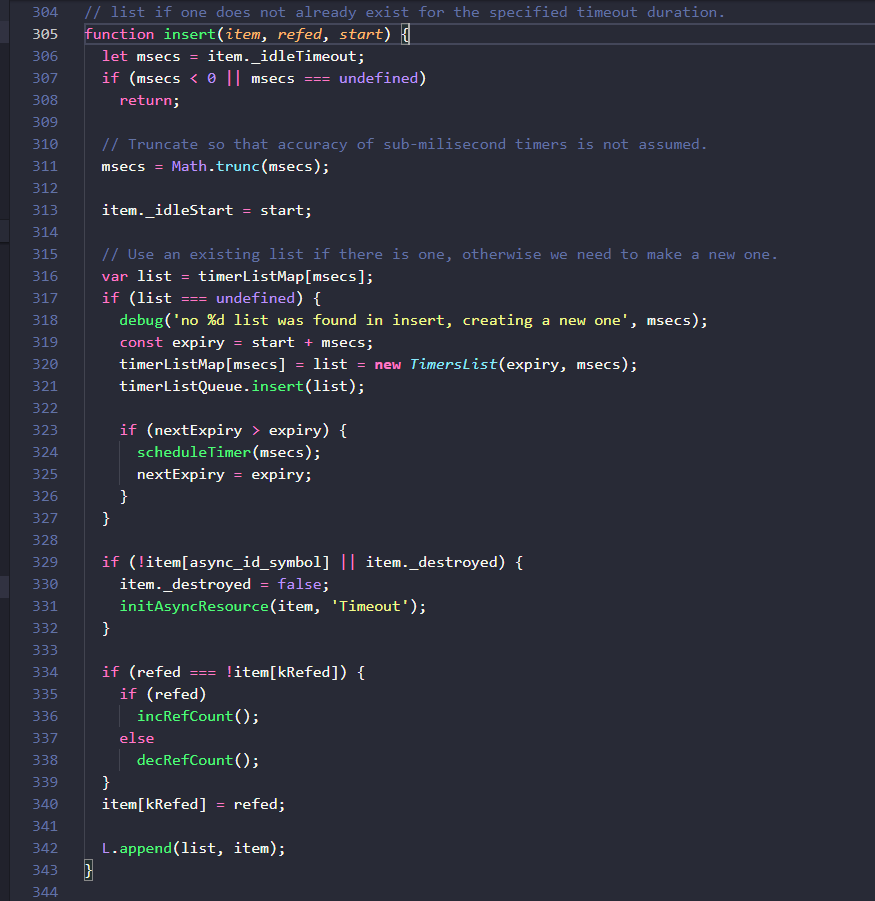 304 // list if one does not already exist for the specified timeout duration.
305 function insert(item, refed, start) {
306 let msecs = item._idleTimeout;
307 if (msecs < 0 || msecs === undefined)
308 return;
309
310 // Truncate so that accuracy of sub-milisecond timers is not assumed.
311 msecs = Math.trunc(msecs);
312
313 item._idleStart = start;
314
315 // Use an existing list if there is one, otherwise we need to make a new one.
316 var list = timerListMap[msecs];
317 if (list === undefined) {
318 debug('no %d list was found in insert, creating a new one', msecs);
319 const expiry = start + msecs;
320 timerListMap[msecs] = list = new TimersList(expiry, msecs);
321 timerListQueue.insert(list);
322
323 if (nextExpiry > expiry) {
324 scheduleTimer(msecs);
325 nextExpiry = expiry;
326 }
327 }
328
329 if (!item[async_id_symbol] || item._destroyed) {
330 item._destroyed = false;
331 initAsyncResource(item, 'Timeout');
332 }
333
334 if (refed === !item[kRefed]) {
335 if (refed)
336 incRefCount();
337 else
338 decRefCount();
339 }
340 item[kRefed] = refed;
341
342 L.append(list, item);
343 }
344